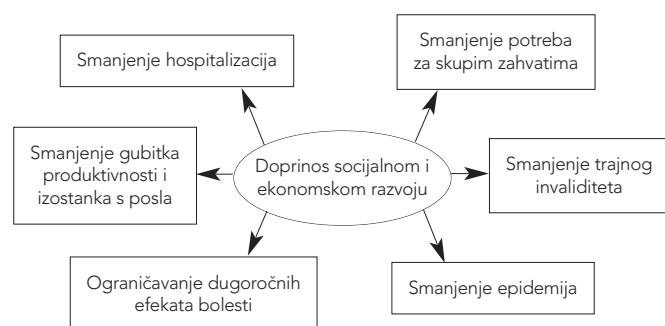 Smanjenje hospitalizacija
Smanjenje potreba
za skupim zahvatima
Smanjenje gubitka
produktivnosti i
izostanka s posla
Doprinos socijalnom i
ekonomskom razvoju
Smanjenje trajnog
invaliditeta
Ograničavanje dugoročnih
efekata bolesti
Smanjenje epidemija